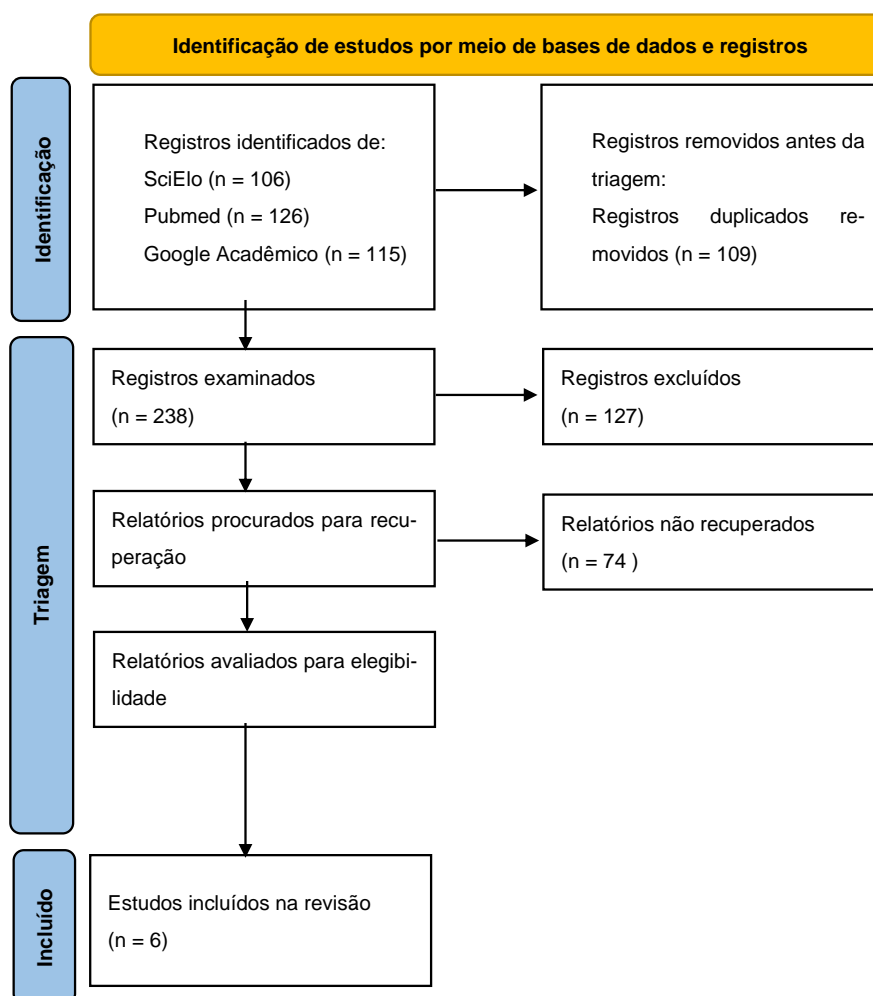 Identificação de estudos por meio de bases de dados e registros
Identificação
Registros identificados de:
SciElo (n = 106)
Pubmed (n = 126)
Google Acadêmico (n = 115)
Registros removidos antes da
triagem:
Registros duplicados re-
movidos (n = 109)
Triagem
Registros examinados
(n = 238)
Registros excluídos
(n = 127)
Relatórios procurados para recu-
peração
Relatórios não recuperados
(n = 74 )
Relatórios avaliados para elegibi-
lidade
Incluído
Estudos incluídos na revisão
(n = 6)